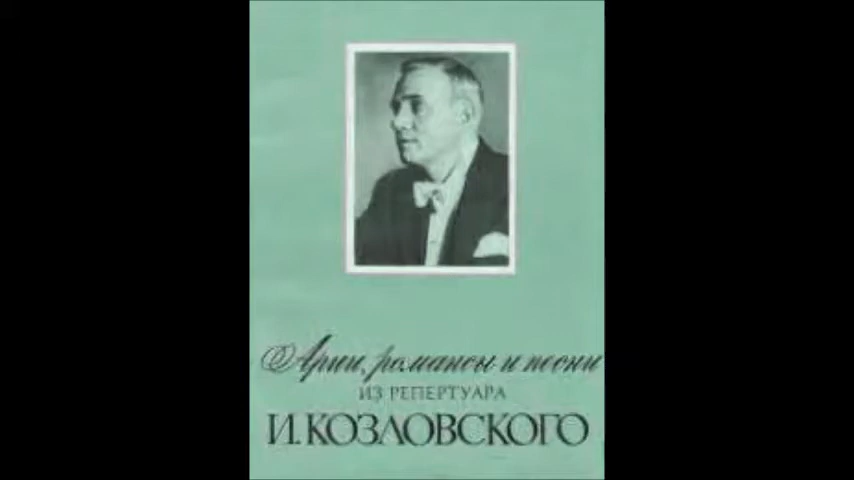 Арии, романсы и песни
ИЗ РЕПЕРТУАРА
И. КОЗЛОВСКОГО